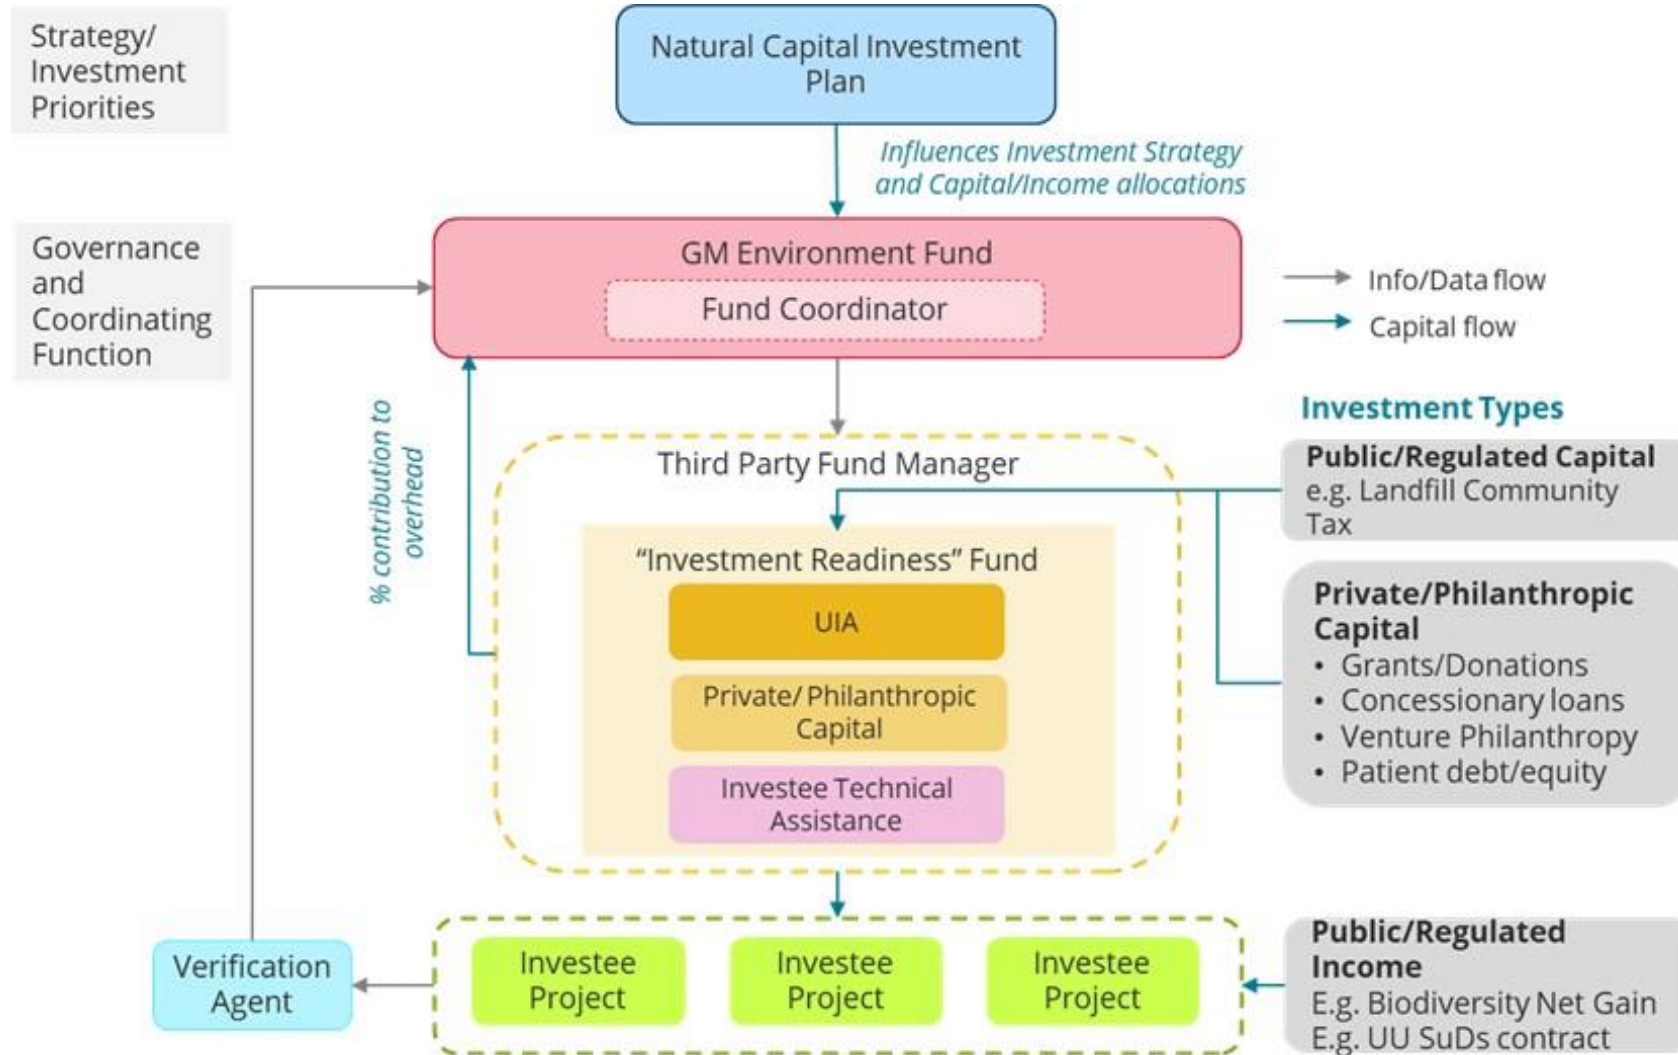 Strategy/
Investment
Priorities
Natural Capital Investment
Plan
Influences Investment Strategy
and Capital/Income allocations
Governance
and
Coordinating
Function
GM Environment Fund
Fund Coordinator
Info/Data flow
Capital flow
% contribution to
overhead
Third Party Fund Manager
“Investment Readiness” Fund
UIA
Private/ Philanthropic
Capital
Investee Technical
Assistance
Investment Types
Public/Regulated Capital
e.g. Landfill Community
Tax
Private/Philanthropic
Capital
• Grants/Donations
• Concessionary loans
• Venture Philanthropy
• Patient debt/equity
Verification
Agent
Investee
Project
Investee
Project
Investee
Project
Public/Regulated
Income
E.g. Biodiversity Net Gain
E.g. UU SuDs contract